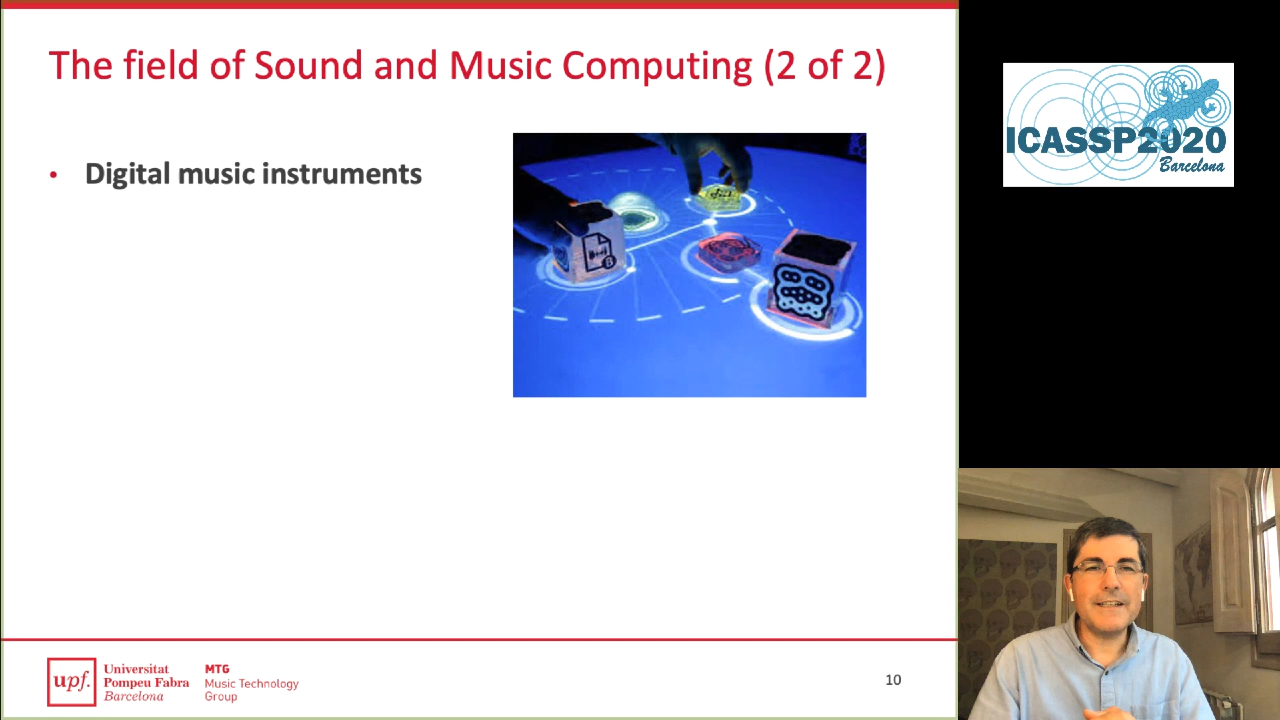 The field of Sound and Music Computing (2 of 2)
• Digital music instruments
ICASSP2020
Barcelona
upf.
Universitat
Pompeu Fabra
Barcelona
MTG
Music Technology
Group
10